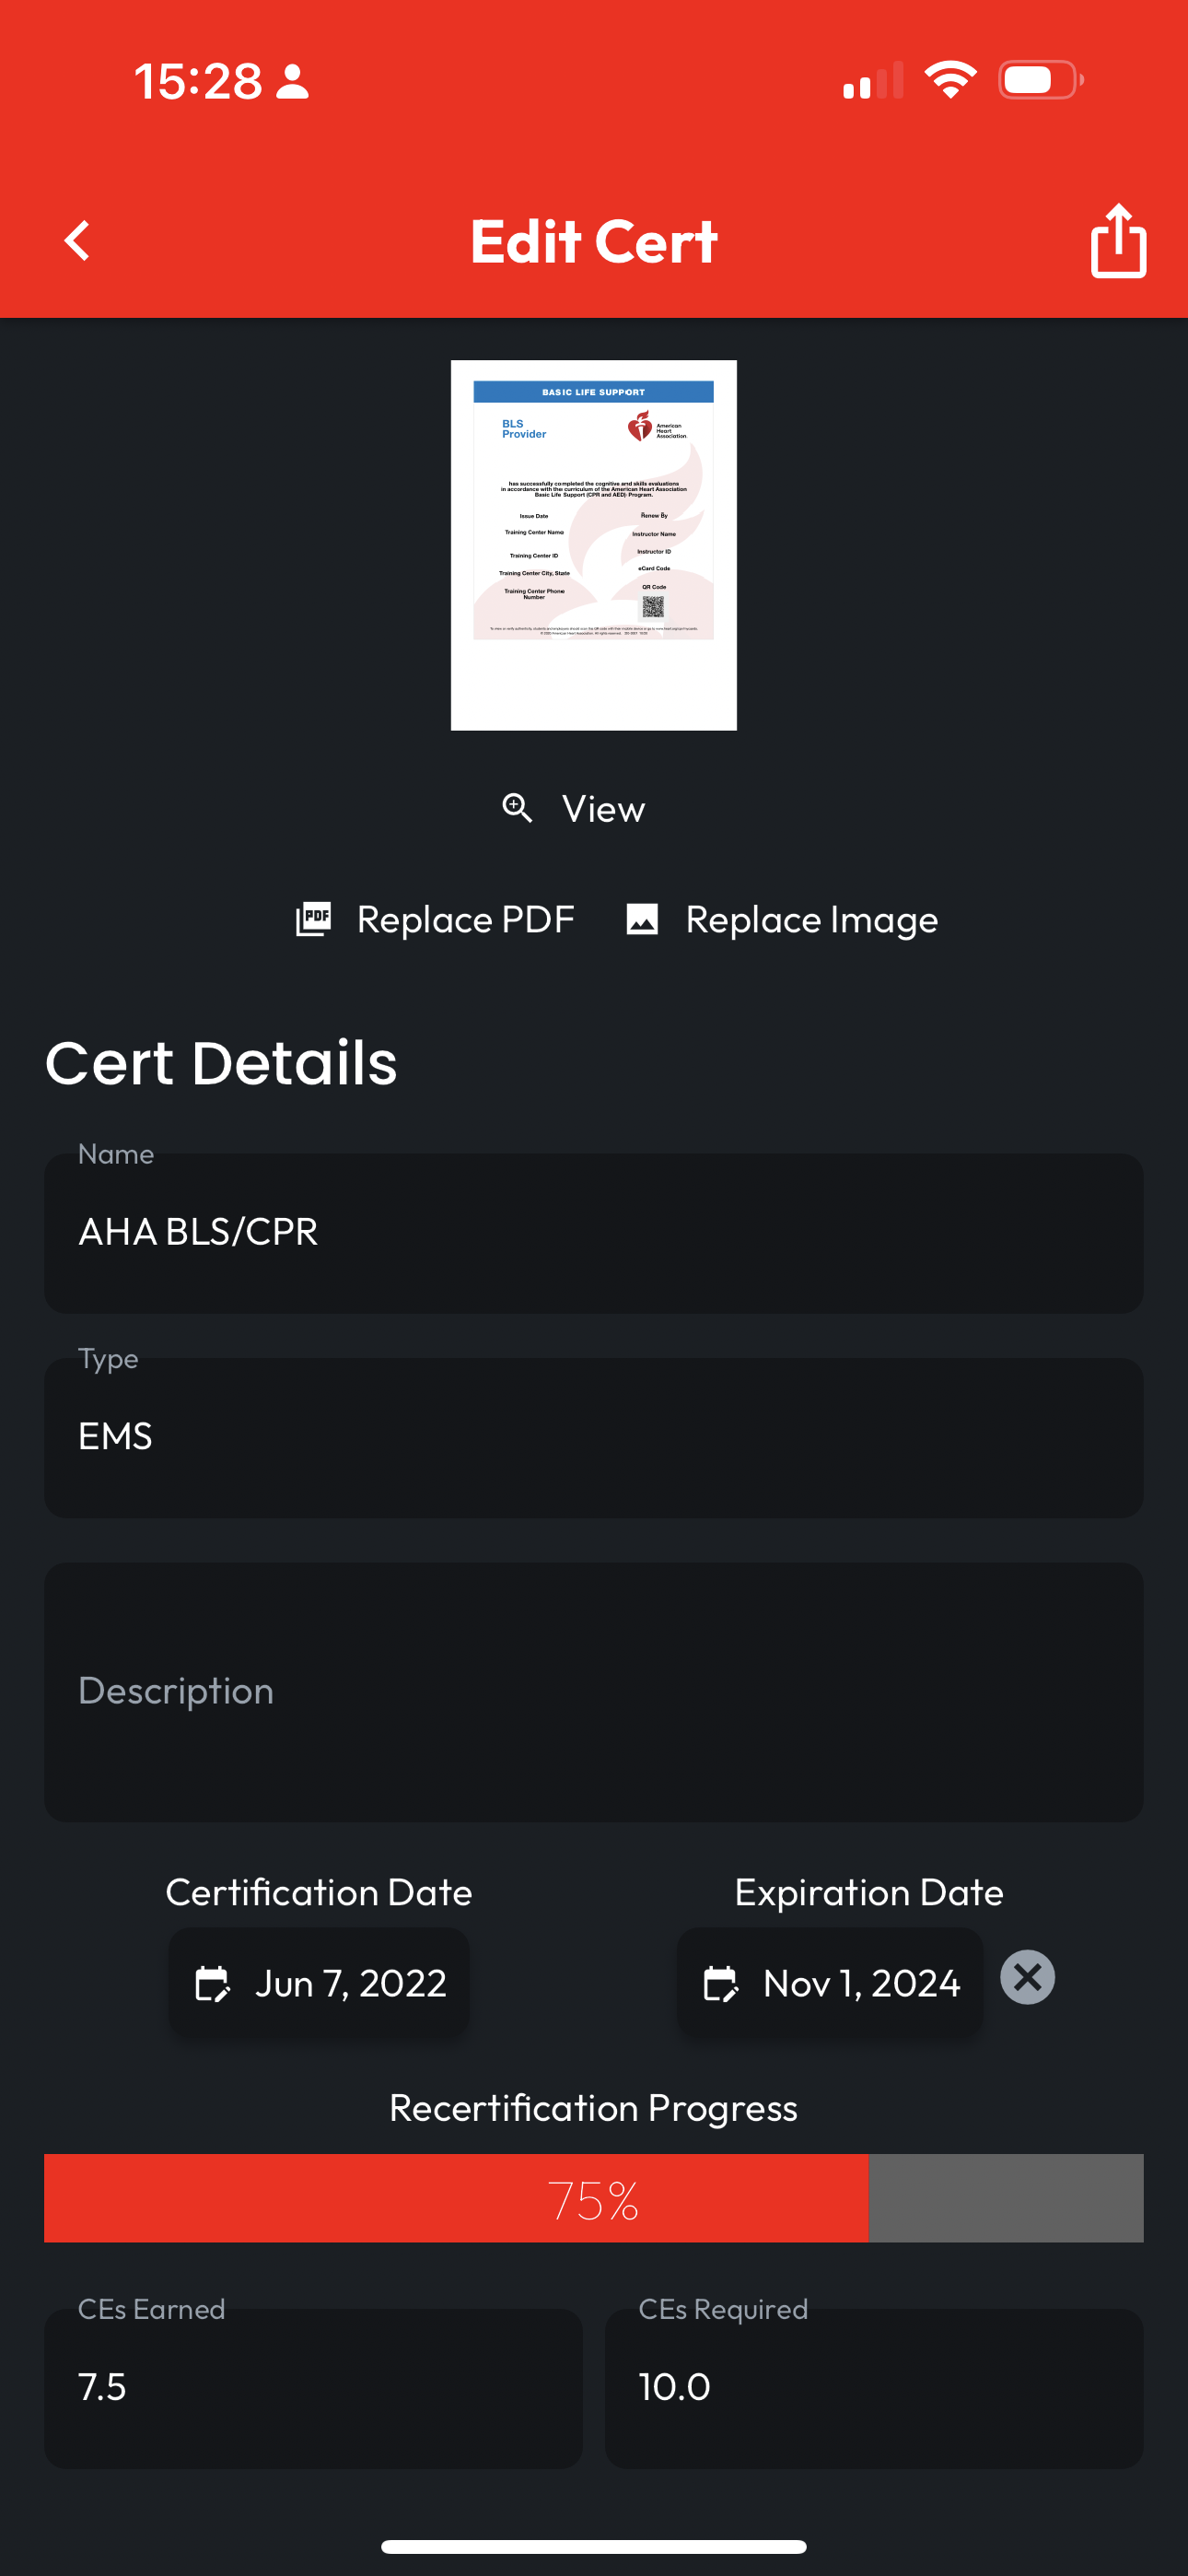 15:28
Edit Cert
BASIC LIFE SUPPORT
BLS
Provider
American
Heart
Association.
has successfully completed the cognitive and skills evaluations
in accordance with the curriculum of the American Heart Association
Basic Life Support (CPR and AED) Program.
Issue Date
Renew By
Training Center Name
Instructor Name
Instructor ID
Training Center ID
eCard Code
Training Center City, State
QR Code
Training Center Phone
Number
View
PDF
Replace PDF
Replace Image
Cert Details
Name
AHA BLS/CPR
Type
EMS
Description
Certification Date
Expiration Date
Jun 7, 2022
Nov 1, 2024
Recertification Progress
75%
CEs Earned
CEs Required
7.5
10.0